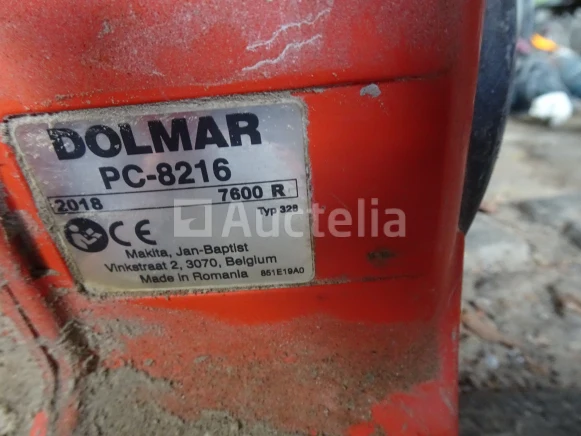 DOLMAR
PC-8216
2018 7600 R
Typ 328
Auctelia
CE
Makita, Jan-Baptist
Vinkstraat 2, 3070, Belgium
Made in Romania 851E19A0